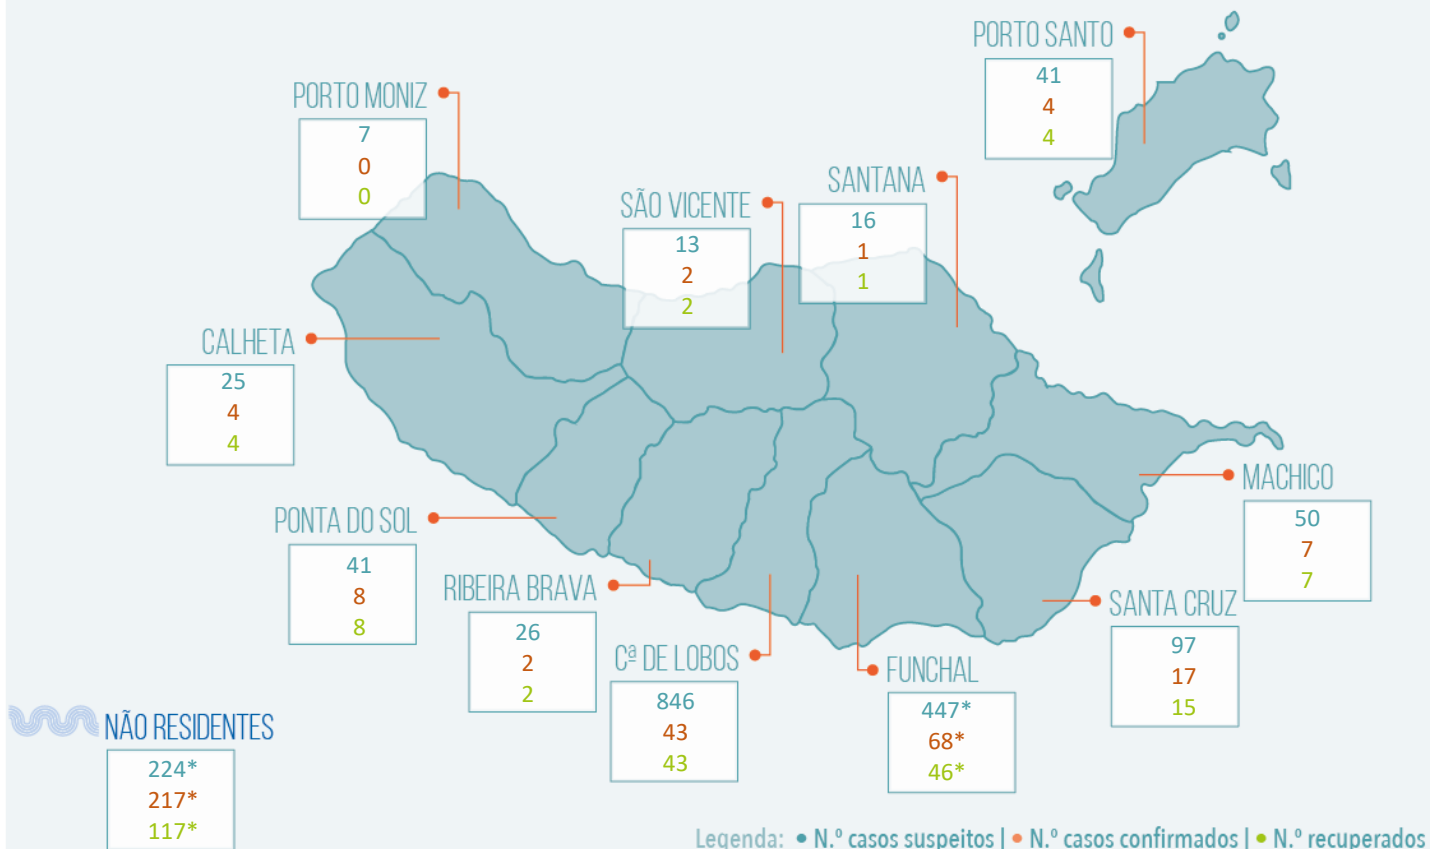 PORTO SANTO
41
4
4
PORTO MONIZ
7
0
0
SANTANA
16
1
1
SÃO VICENTE
13
2
2
CALHETA
25
4
4
MACHICO
50
7
7
PONTA DO SOL
41
8
8
RIBEIRA BRAVA
26
2
2
SANTA CRUZ
97
17
15
Cª DE LOBOS
846
43
43
FUNCHAL
447*
68*
46*
NÃO RESIDENTES
224*
217*
117*
Legenda: • N.º casos suspeitos | • N.º casos confirmados | • N.º recuperados